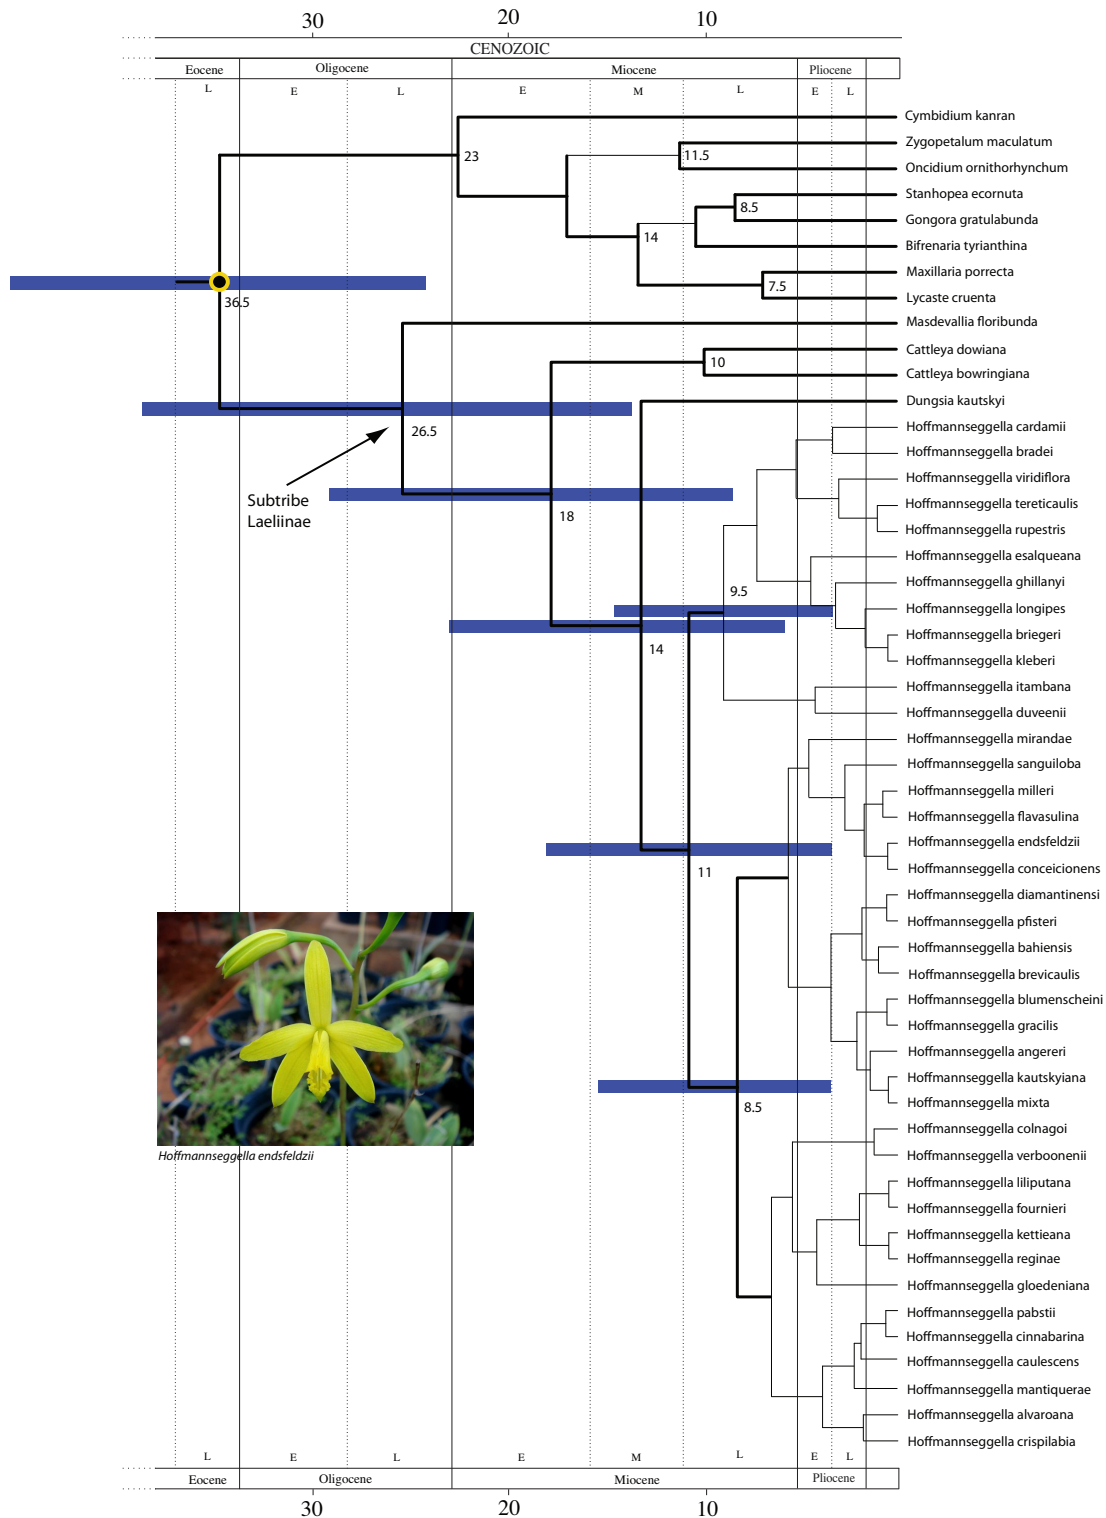 30 20 10
CENOZOIC
Eocene Oligocene Miocene Pliocene
L E L E M L E L
Cymbidium kanran
Zygopetalum maculatum
11.5
23
Oncidium ornithorhynchum
Stanhopea ecornuta
8.5
Gongora gratulabunda
14
Bifrenaria tyrianthina
Maxillaria porrecta
7.5
Lycaste cruenta
36.5
Masdevallia floribunda
Cattleya dowiana
10
Cattleya bowringiana
Dungsia kautskyi
Hoffmannseggella cardamii
26.5
Hoffmannseggella bradei
Hoffmannseggella viridiflora
Subtribe
Laeliinae
Hoffmannseggella tereticaulis
18
Hoffmannseggella rupestris
Hoffmannseggella esalqueana
Hoffmannseggella ghillanyi
9.5
Hoffmannseggella longipes
Hoffmannseggella briegeri
14
Hoffmannseggella kleberi
Hoffmannseggella itambana
Hoffmannseggella duveenii
Hoffmannseggella mirandae
Hoffmannseggella sanguiloba
Hoffmannseggella milleri
Hoffmannseggella flavasulina
Hoffmannseggella endsfeldzii
11
Hoffmannseggella conceicionens
Hoffmannseggella diamantinensi
Hoffmannseggella pfisteri
Hoffmannseggella bahiensis
Hoffmannseggella brevicaulis
Hoffmannseggella blumenscheini
Hoffmannseggella gracilis
Hoffmannseggella angereri
Hoffmannseggella kautskyiana
Hoffmannseggella mixta
8.5
Hoffmannseggella colnagoi
Hoffmannseggella verboonenii
Hoffmannseggella endsfeldzii
Hoffmannseggella liliputana
Hoffmannseggella fournieri
Hoffmannseggella kettieana
Hoffmannseggella reginae
Hoffmannseggella gloedeniana
Hoffmannseggella pabstii
Hoffmannseggella cinnabarina
Hoffmannseggella caulescens
Hoffmannseggella mantiquerae
Hoffmannseggella alvaroana
Hoffmannseggella crispilabia
L E L E M L E L
Eocene Oligocene Miocene Pliocene
30 20 10